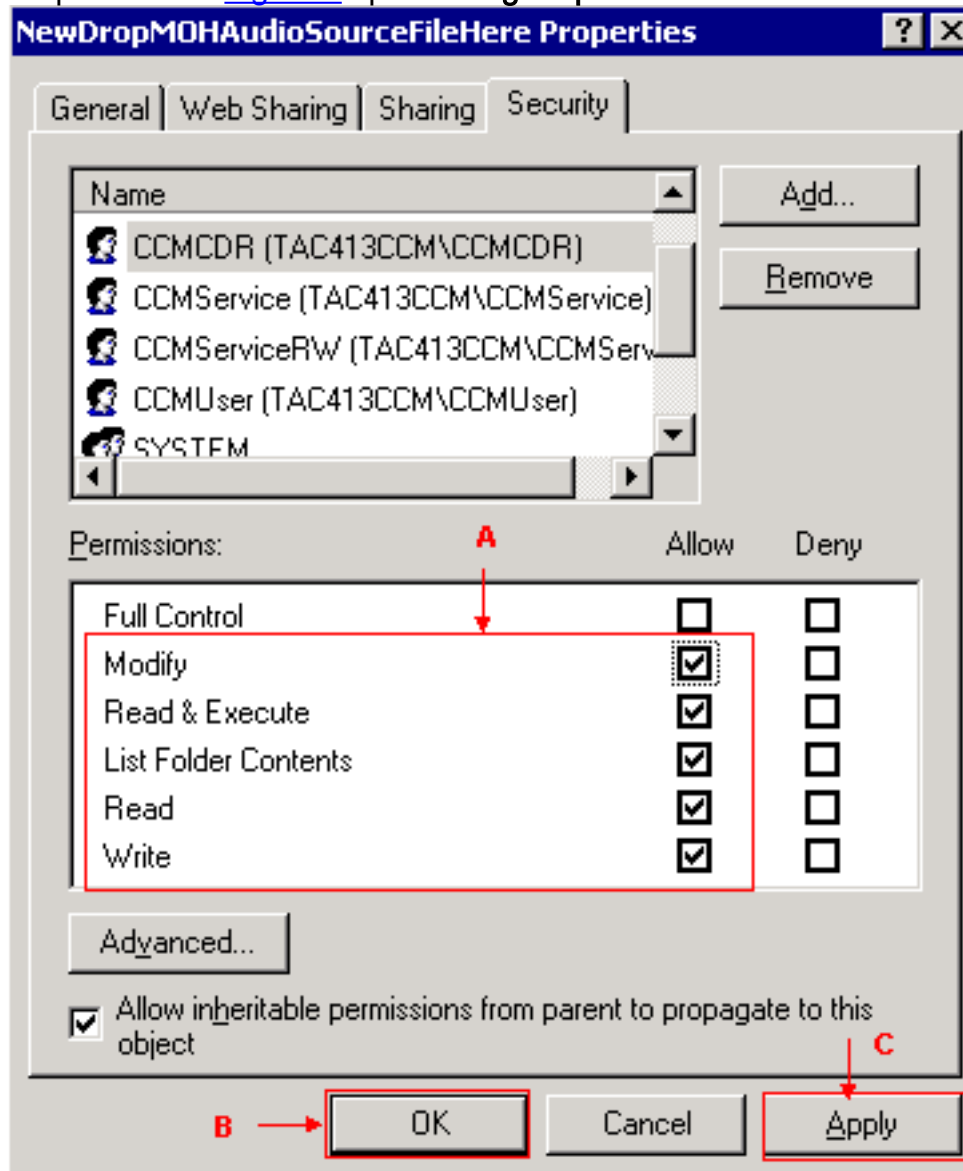 NewDropMOHAudioSourceFileHere Properties
General Web Sharing Sharing Security
Name
Add...
CCMCDR (TAC413CCM\CCMCDR)
Remove
CCMService (TAC413CCM\CCMService)
CCMServiceRW (TAC413CCM\CCMServ
CCMUser (TAC413CCM\CCMUser)
SYSTEM
Permissions: A Allow Deny
Full Control
Modify
Read & Execute
List Folder Contents
Read
Write
Advanced...
Allow inheritable permissions from parent to propagate to this
object
C
B OK Cancel Apply